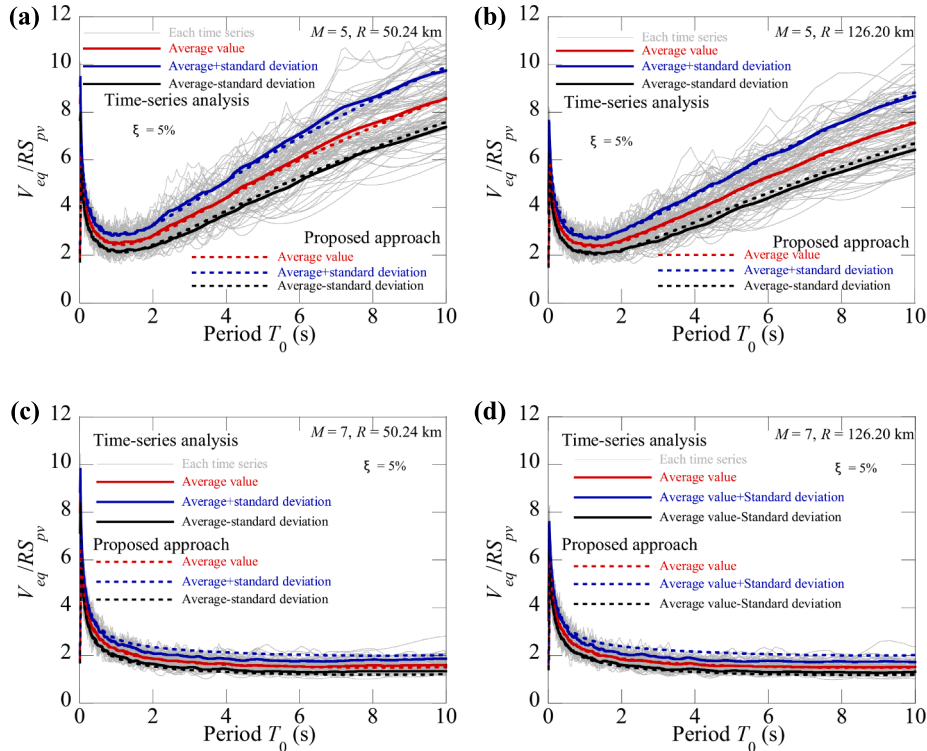 (a)
Each time series
M = 5, R = 50.24 km
Average value
Average+standard deviation
Average-standard deviation
Time-series analysis
ξ = 5%
Proposed approach
Average value
Average+standard deviation
Average-standard deviation
V_eq/RS_pv
12
10
8
6
4
2
0
0 2 4 6 8 10
Period T_0 (s)
(b)
Each time series
M = 5, R = 126.20 km
Average value
Average+standard deviation
Average-standard deviation
Time-series analysis
ξ = 5%
Proposed approach
Average value
Average+standard deviation
Average-standard deviation
V_eq/RS_pv
12
10
8
6
4
2
0
0 2 4 6 8 10
Period T_0 (s)
(c)
M = 7, R = 50.24 km
Time-series analysis
Each time series
ξ = 5%
Average value
Average+standard deviation
Average-standard deviation
Proposed approach
Average value
Average+standard deviation
Average-standard deviation
V_eq/RS_pv
12
10
8
6
4
2
0
0 2 4 6 8 10
Period T_0 (s)
(d)
M = 7, R = 126.20 km
Time-series analysis
Each time series
ξ = 5%
Average value
Average value+Standard deviation
Average value-Standard deviation
Proposed approach
Average value
Average value+Standard deviation
Average value-Standard deviation
V_eq/RS_pv
12
10
8
6
4
2
0
0 2 4 6 8 10
Period T_0 (s)